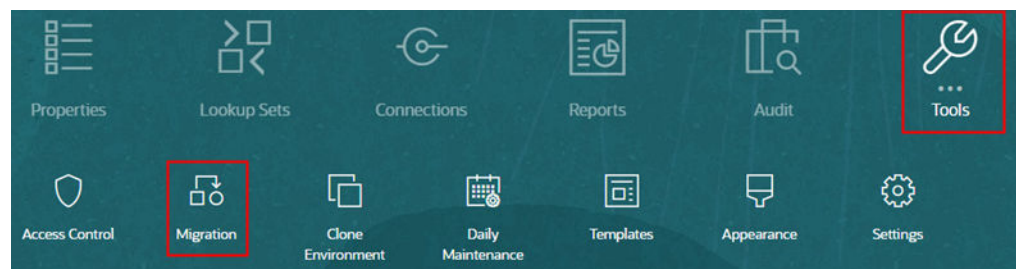 Properties
Lookup Sets
Connections
Reports
Audit
Tools
Access Control
Migration
Clone
Environment
Daily
Maintenance
Templates
Appearance
Settings